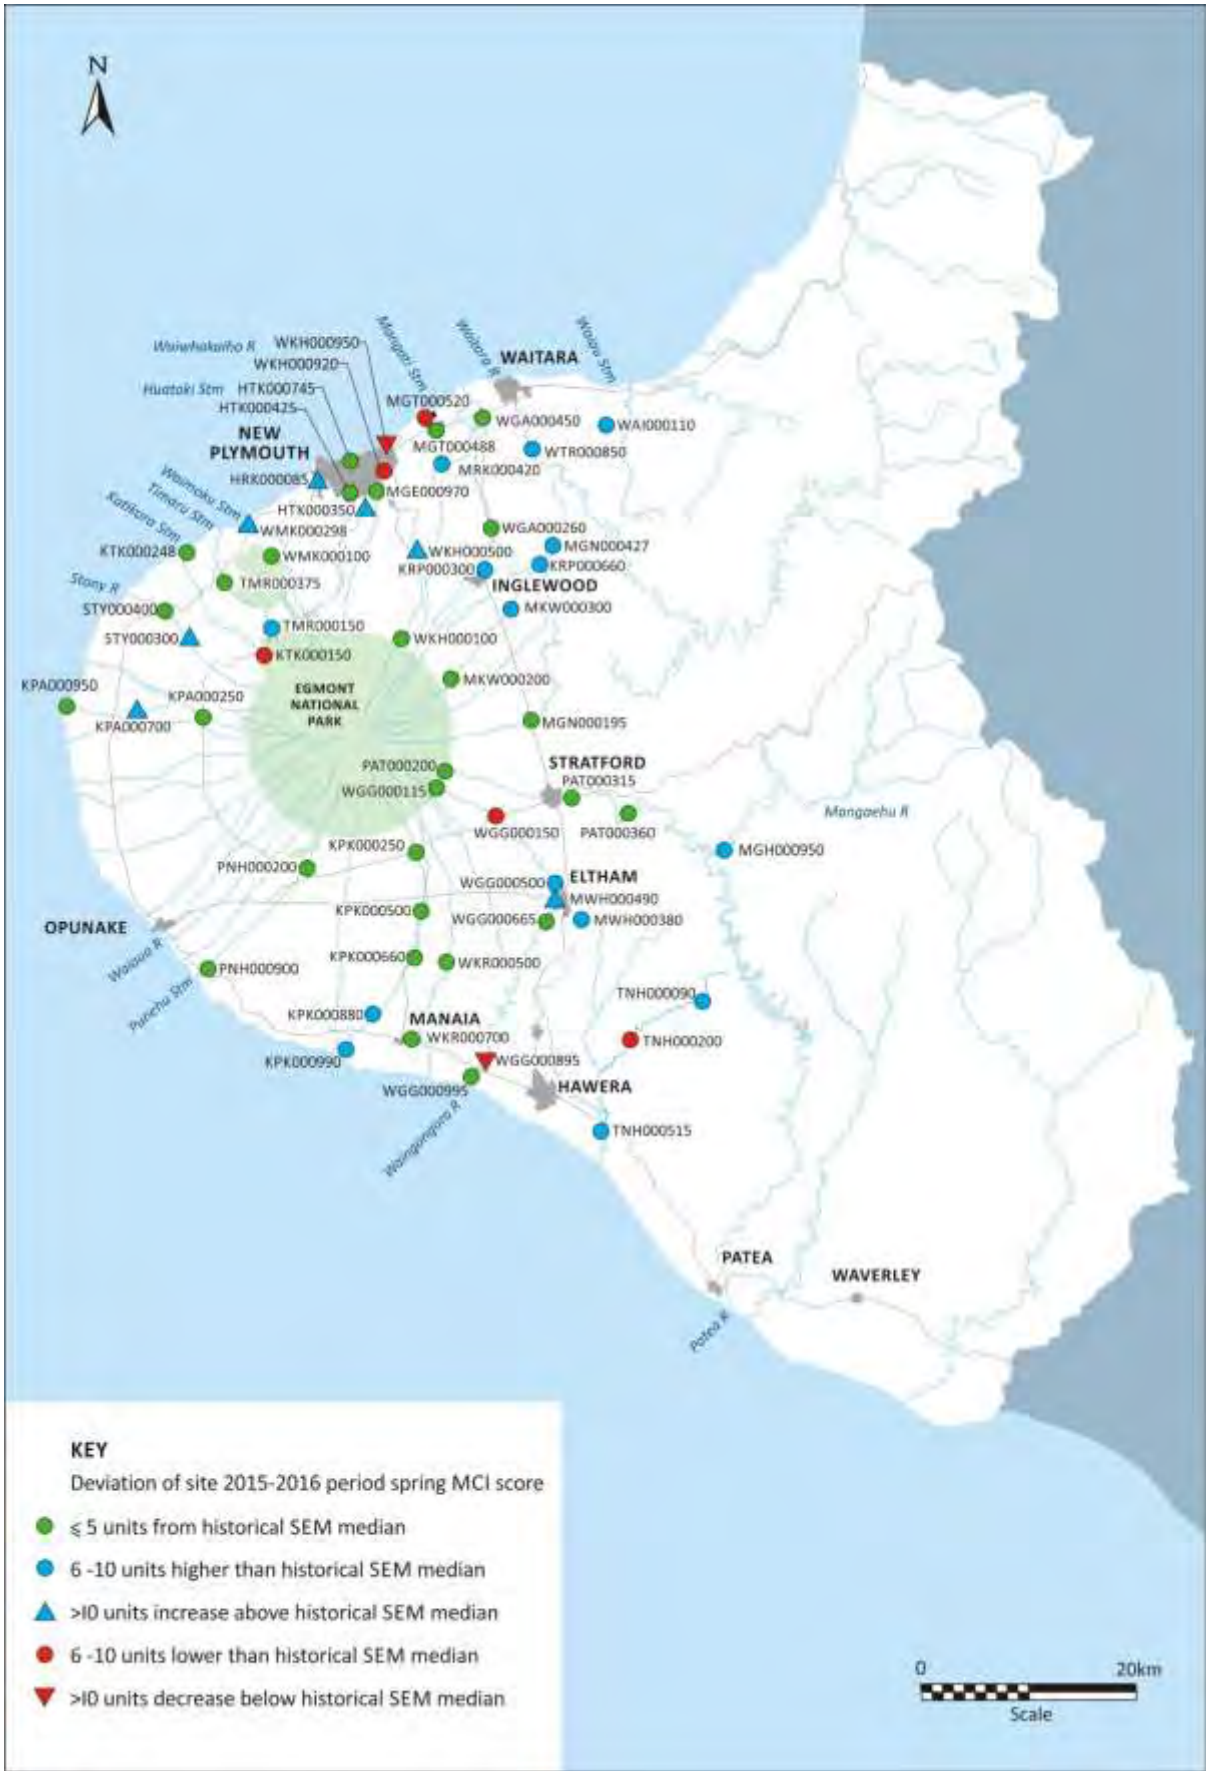 N
Waiwhakaiho R
WKH000950
WKH000920
Huatoki Stm
HTK000745
HTK000425
Mangati Stm
Waitara R
Waiau Stm
WAITARA
MGT000520
WGA000450
WAI000110
NEW
PLYMOUTH
MGT000488
WTR000850
MRK000420
HRK000085
MGE000970
Waimoku Stm
Timaru Stm
Katikara Stm
HTK000350
WMK000298
WGA000260
KTK000248
WMK000100
WKH000500
MGN000427
KRP000300
KRP000660
Stony R
TMR000375
INGLEWOOD
STY000400
MKW000300
STY000300
TMR000150
WKH000100
KTK000150
MKW000200
KPA000950
KPA000250
EGMONT
NATIONAL
PARK
KPA000700
MGN000195
PAT000200
STRATFORD
WGG000115
PAT000315
Mangaehu R
WGG000150
PAT000360
KPK000250
MGH000950
PNH000200
WGG000500
ELTHAM
MWH000490
KPK000500
WGG000665
MWH000380
OPUNAKE
Waiaua R
KPK000660
WKR000500
PNH000900
Punehu Stm
TNH000090
KPK000880
MANAIA
WKR000700
TNH000200
KPK000990
WGG000895
WGG000995
HAWERA
Waingongoro R
TNH000515
PATEA
WAVERLEY
Patea R
KEY
Deviation of site 2015-2016 period spring MCI score
⩽ 5 units from historical SEM median
6 -10 units higher than historical SEM median
>I0 units increase above historical SEM median
6 -10 units lower than historical SEM median
>I0 units decrease below historical SEM median
0 20km
Scale